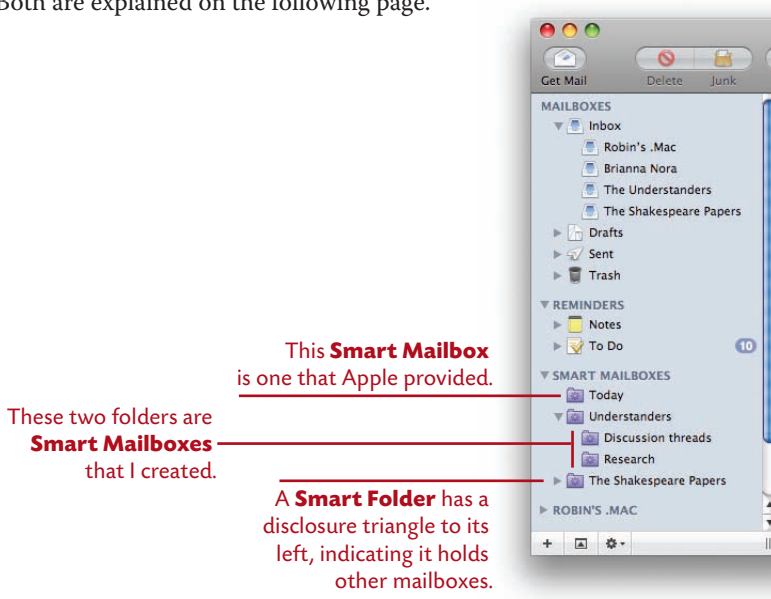 Both are explained on the following page.
Get Mail
Delete
Junk
MAILBOXES
Inbox
Robin's .Mac
Brianna Nora
The Understanders
The Shakespeare Papers
Drafts
Sent
Trash
REMINDERS
Notes
To Do
10
SMART MAILBOXES
Today
Understanders
Discussion threads
Research
The Shakespeare Papers
ROBIN'S .MAC
This Smart Mailbox
is one that Apple provided.
These two folders are
Smart Mailboxes
that I created.
A Smart Folder has a
disclosure triangle to its
left, indicating it holds
other mailboxes.